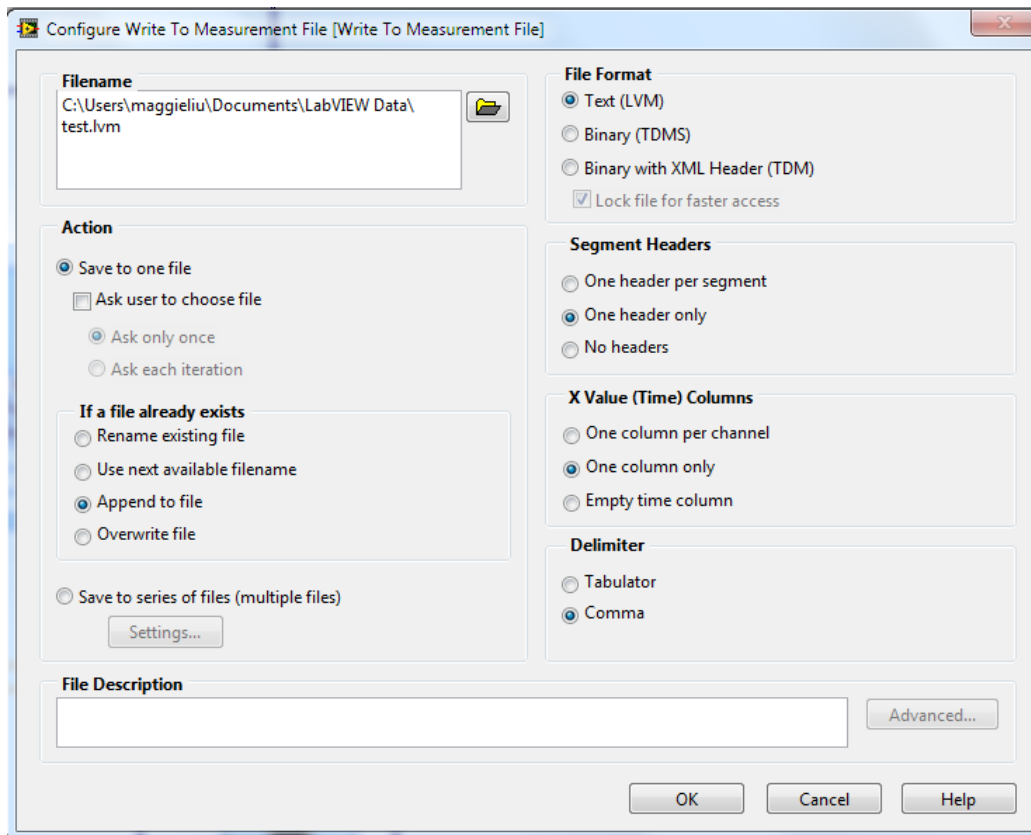 Configure Write To Measurement File [Write To Measurement File]
Filename
C:\Users\maggieliu\Documents\LabVIEW Data\
test.lvm
Action
Save to one file
Ask user to choose file
Ask only once
Ask each iteration
If a file already exists
Rename existing file
Use next available filename
Append to file
Overwrite file
Save to series of files (multiple files)
Settings...
File Format
Text (LVM)
Binary (TDMS)
Binary with XML Header (TDM)
Lock file for faster access
Segment Headers
One header per segment
One header only
No headers
X Value (Time) Columns
One column per channel
One column only
Empty time column
Delimiter
Tabulator
Comma
File Description
Advanced...
OK
Cancel
Help